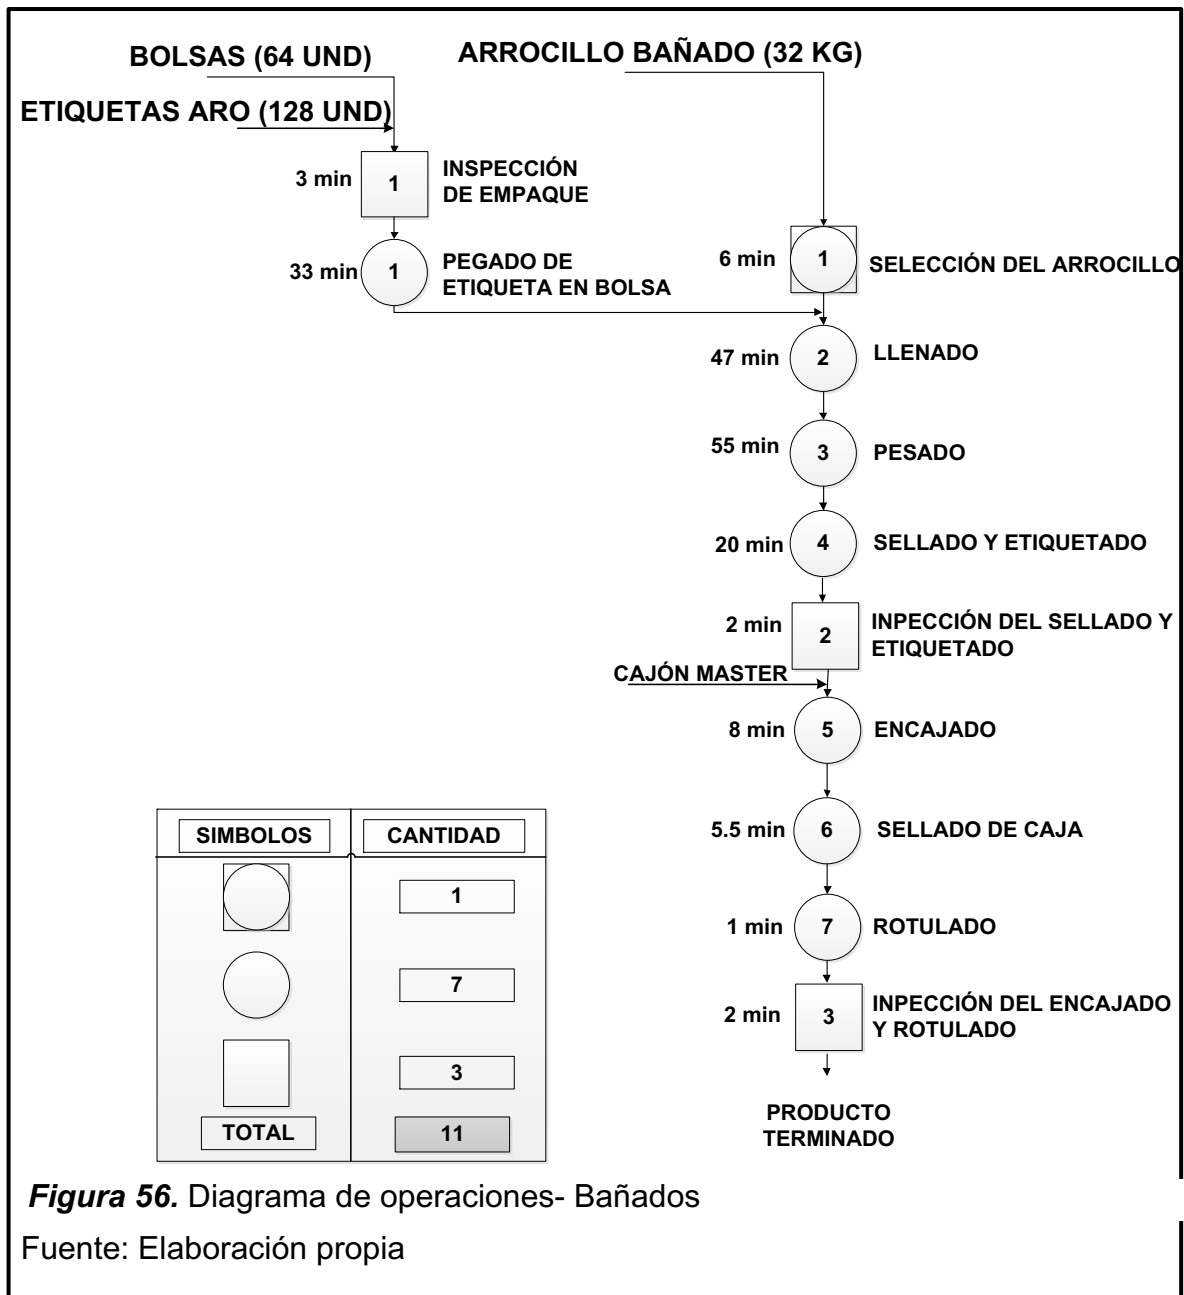 BOLSAS (64 UND)
ARROCILLO BAÑADO (32 KG)
ETIQUETAS ARO (128 UND)
3 min
1
INSPECCIÓN
DE EMPAQUE
33 min
1
PEGADO DE
ETIQUETA EN BOLSA
6 min
1
SELECCIÓN DEL ARROCILLO
47 min
2
LLENADO
55 min
3
PESADO
20 min
4
SELLADO Y ETIQUETADO
2 min
2
INPECCIÓN DEL SELLADO Y
ETIQUETADO
CAJÓN MASTER
8 min
5
ENCAJADO
5.5 min
6
SELLADO DE CAJA
1 min
7
ROTULADO
2 min
3
INPECCIÓN DEL ENCAJADO
Y ROTULADO
PRODUCTO
TERMINADO
SIMBOLOS
CANTIDAD
1
7
3
TOTAL
11
Figura 56. Diagrama de operaciones- Bañados
Fuente: Elaboración propia